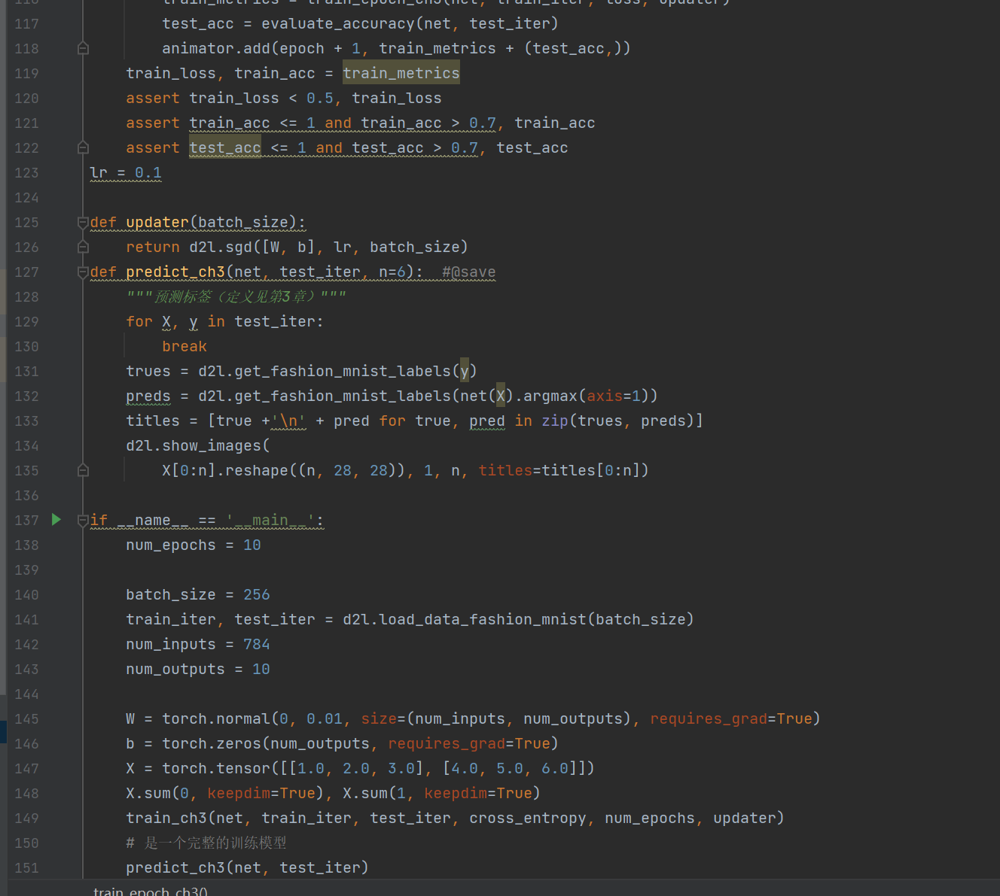 116 train_metrics = train_epoch_ch3(net, train_iter, loss, updater)
117 test_acc = evaluate_accuracy(net, test_iter)
118 animator.add(epoch + 1, train_metrics + (test_acc,))
119 train_loss, train_acc = train_metrics
120 assert train_loss < 0.5, train_loss
121 assert train_acc <= 1 and train_acc > 0.7, train_acc
122 assert test_acc <= 1 and test_acc > 0.7, test_acc
123 lr = 0.1
124
125 def updater(batch_size):
126 return d2l.sgd([W, b], lr, batch_size)
127 def predict_ch3(net, test_iter, n=6): #@save
128 """预测标签（定义见第3章）"""
129 for X, y in test_iter:
130 break
131 trues = d2l.get_fashion_mnist_labels(y)
132 preds = d2l.get_fashion_mnist_labels(net(X).argmax(axis=1))
133 titles = [true +'\n' + pred for true, pred in zip(trues, preds)]
134 d2l.show_images(
135 X[0:n].reshape((n, 28, 28)), 1, n, titles=titles[0:n])
136
137 if __name__ == '__main__':
138 num_epochs = 10
139
140 batch_size = 256
141 train_iter, test_iter = d2l.load_data_fashion_mnist(batch_size)
142 num_inputs = 784
143 num_outputs = 10
144
145 W = torch.normal(0, 0.01, size=(num_inputs, num_outputs), requires_grad=True)
146 b = torch.zeros(num_outputs, requires_grad=True)
147 X = torch.tensor([[1.0, 2.0, 3.0], [4.0, 5.0, 6.0]])
148 X.sum(0, keepdim=True), X.sum(1, keepdim=True)
149 train_ch3(net, train_iter, test_iter, cross_entropy, num_epochs, updater)
150 # 是一个完整的训练模型
151 predict_ch3(net, test_iter)
train_epoch_ch3()